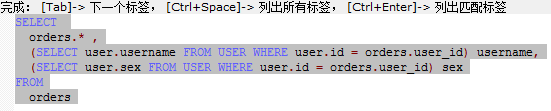 完成: [Tab]-> 下一个标签, [Ctrl+Space]-> 列出所有标签, [Ctrl+Enter]-> 列出匹配标签
SELECT
orders.* ,
(SELECT user.username FROM USER WHERE user.id = orders.user_id) username,
(SELECT user.sex FROM USER WHERE user.id = orders.user_id) sex
FROM
orders